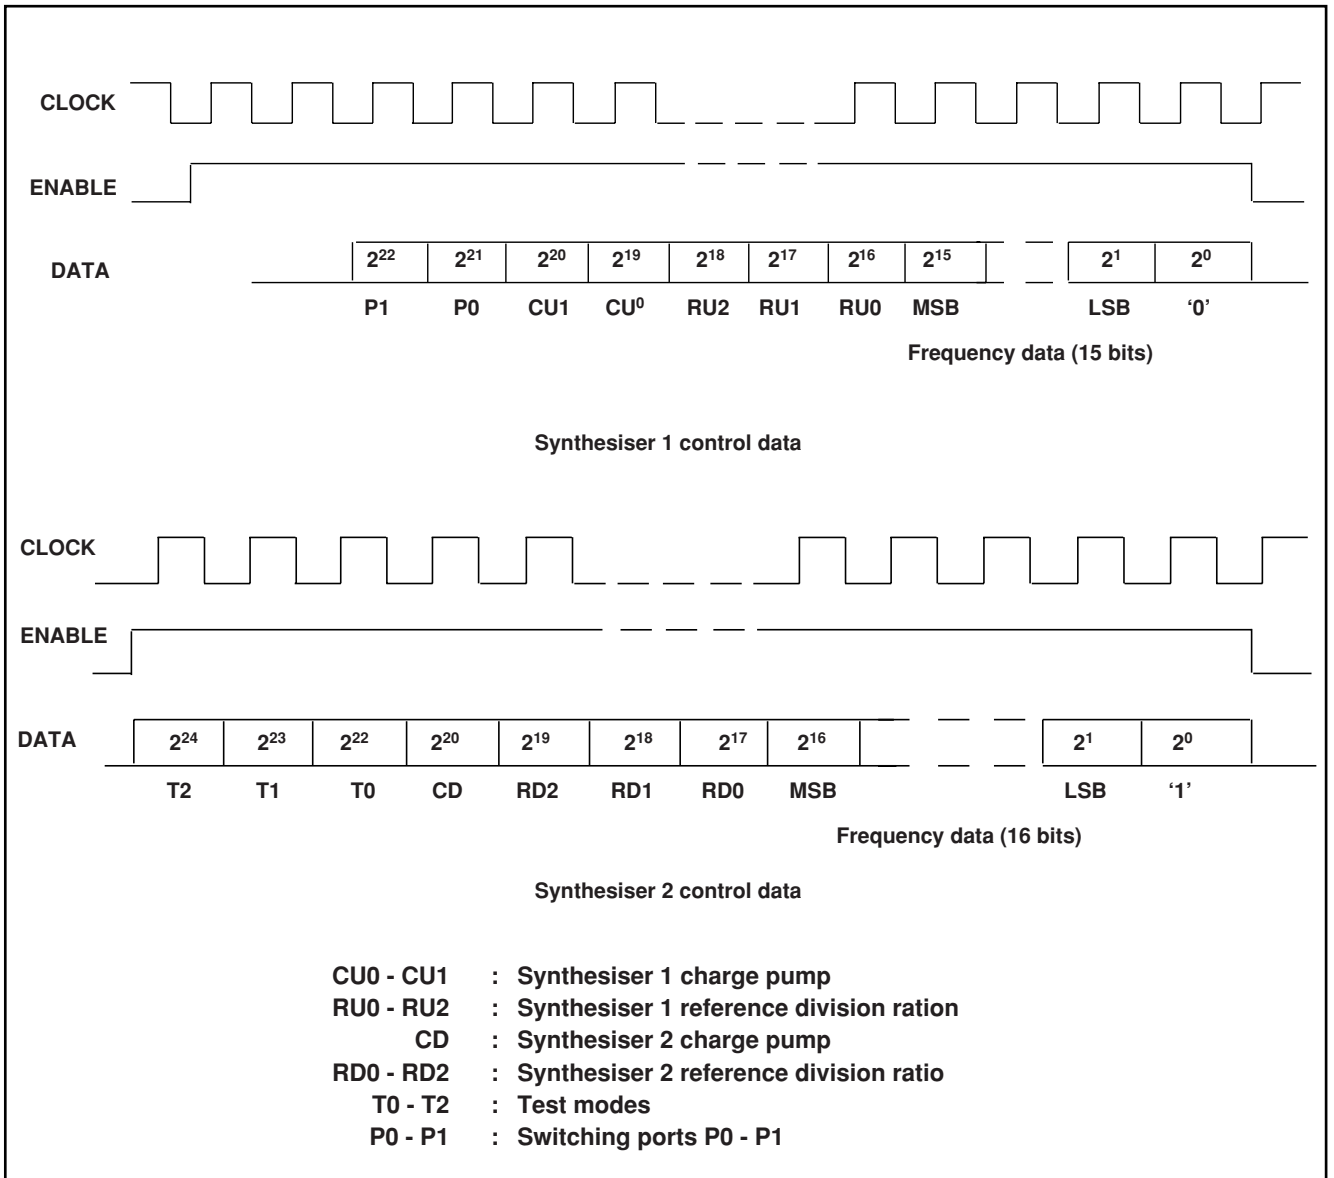 CLOCK
ENABLE
DATA
2²² 2²¹ 2²⁰ 2¹⁹ 2¹⁸ 2¹⁷ 2¹⁶ 2¹⁵ 2¹ 2⁰
P1 P0 CU1 CU⁰ RU2 RU1 RU0 MSB LSB ‘0’
Frequency data (15 bits)
Synthesiser 1 control data
CLOCK
ENABLE
DATA
2²⁴ 2²³ 2²² 2²⁰ 2¹⁹ 2¹⁸ 2¹⁷ 2¹⁶ 2¹ 2⁰
T2 T1 T0 CD RD2 RD1 RD0 MSB LSB ‘1’
Frequency data (16 bits)
Synthesiser 2 control data
CU0 - CU1 : Synthesiser 1 charge pump
RU0 - RU2 : Synthesiser 1 reference division ration
CD : Synthesiser 2 charge pump
RD0 - RD2 : Synthesiser 2 reference division ratio
T0 - T2 : Test modes
P0 - P1 : Switching ports P0 - P1